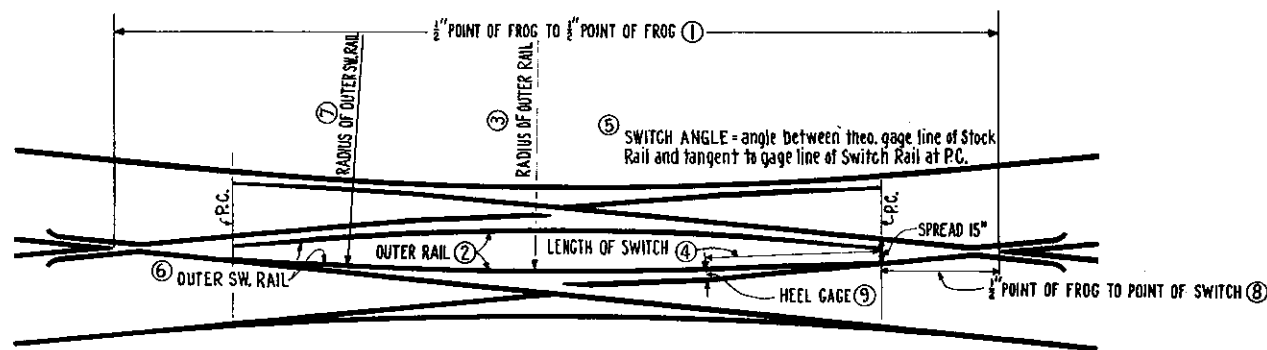 ½" POINT OF FROG TO ½" POINT OF FROG ①
RADIUS OF OUTER SW. RAIL
⑦
③
RADIUS OF OUTER RAIL
⑤ SWITCH ANGLE = angle between theo. gage line of Stock
Rail and tangent to gage line of Switch Rail at P.C.
P.C.
P.C.
SPREAD 15"
OUTER RAIL ②
LENGTH OF SWITCH ④
⑥ OUTER SW. RAIL
HEEL GAGE ⑨
½" POINT OF FROG TO POINT OF SWITCH ⑧